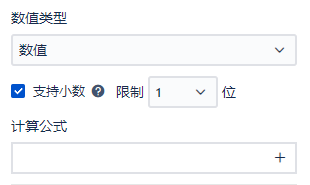 数值类型
数值
支持小数 ? 限制 1 位
计算公式
+